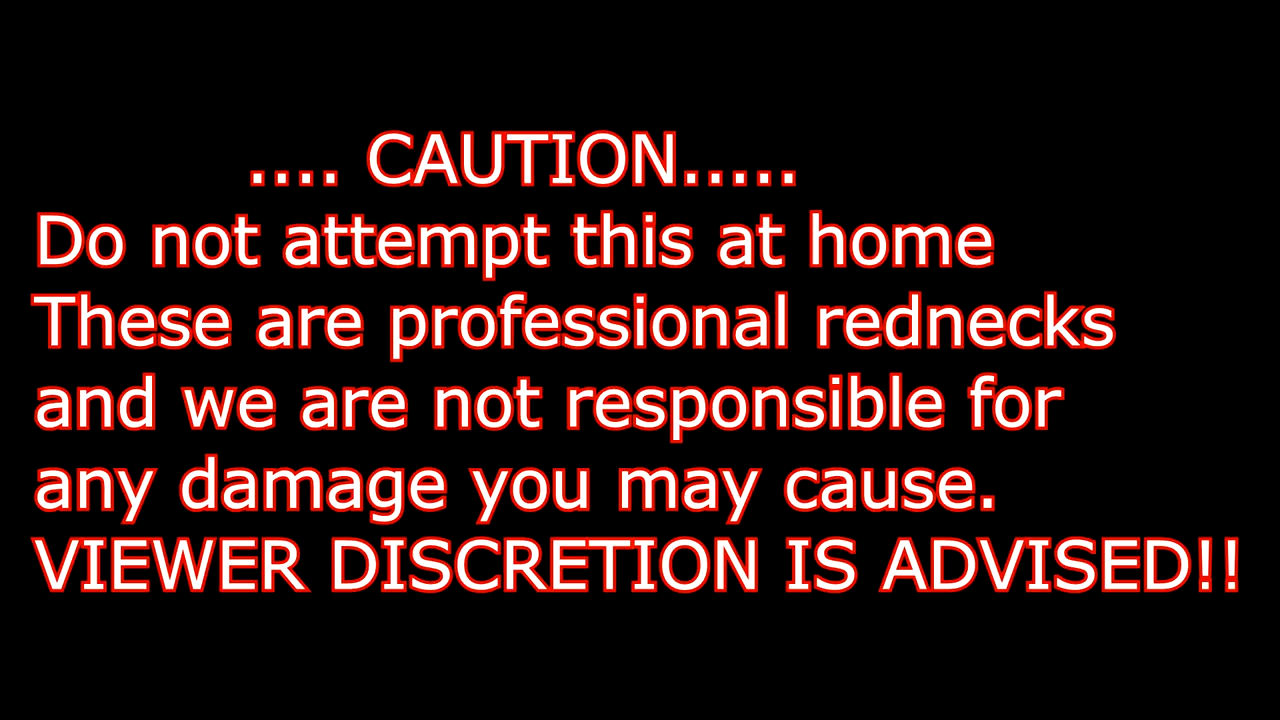 .... CAUTION.....
Do not attempt this at home
These are professional rednecks
and we are not responsible for
any damage you may cause.
VIEWER DISCRETION IS ADVISED!!